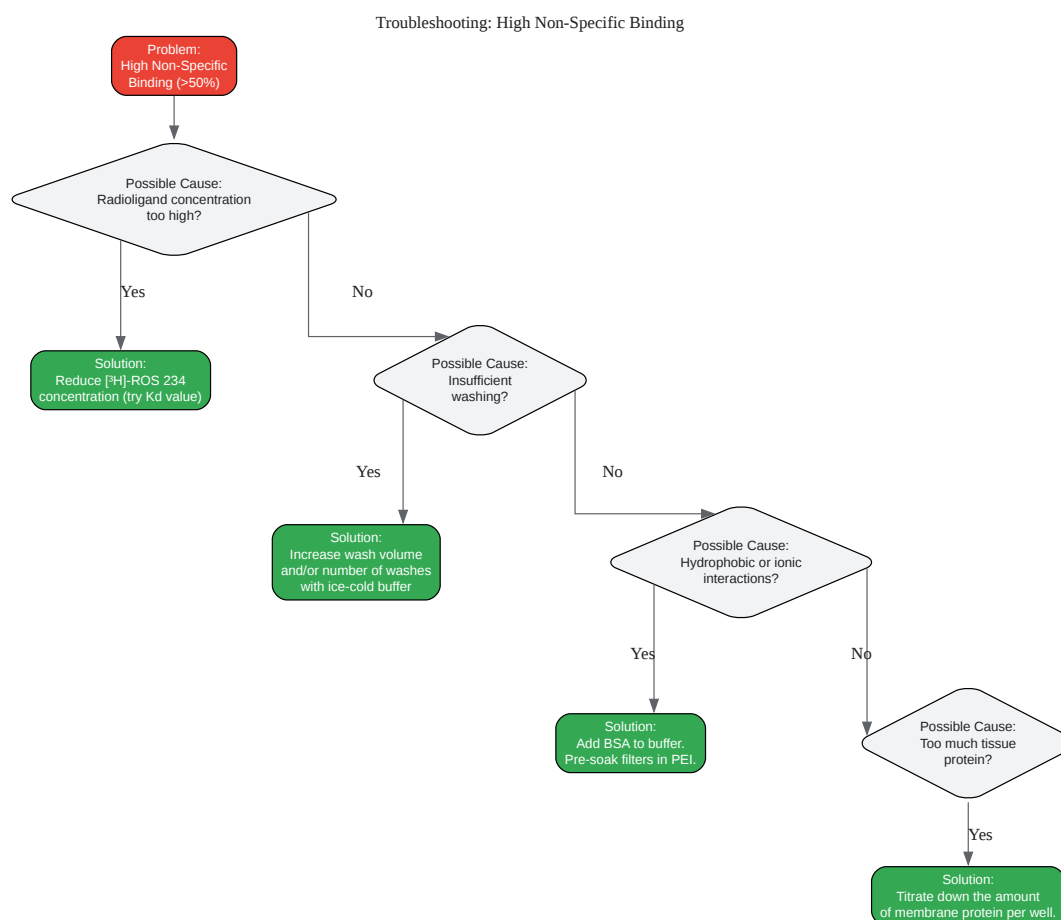 Troubleshooting: High Non-Specific Binding
Problem:
High Non-Specific
Binding (>50%)
Possible Cause:
Radioligand concentration
too high?
Yes
No
Solution:
Reduce [³H]-ROS 234
concentration (try Kd value)
Possible Cause:
Insufficient
washing?
Yes
No
Solution:
Increase wash volume
and/or number of washes
with ice-cold buffer
Possible Cause:
Hydrophobic or ionic
interactions?
Yes
No
Solution:
Add BSA to buffer.
Pre-soak filters in PEI.
Possible Cause:
Too much tissue
protein?
Yes
Solution:
Titrate down the amount
of membrane protein per well.